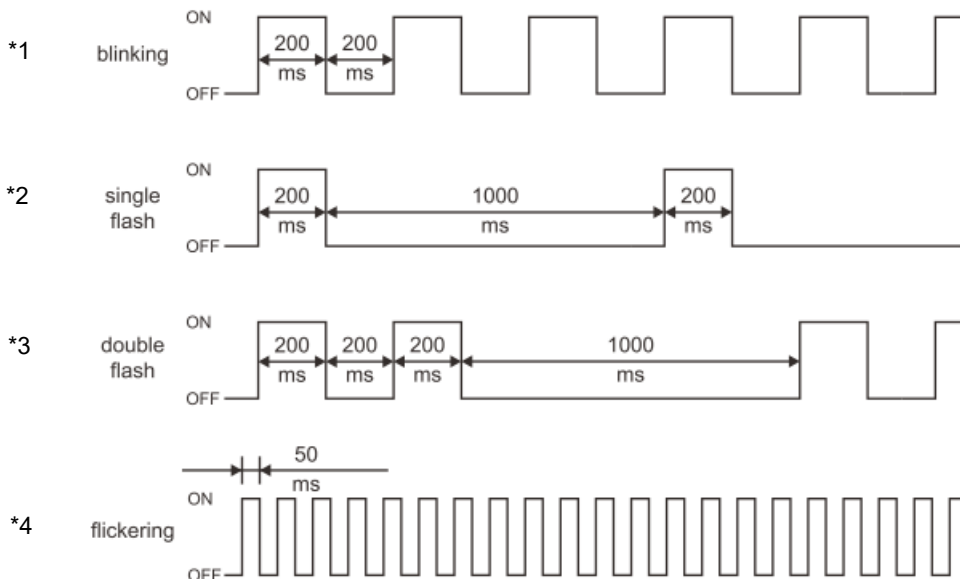 ON
*1 blinking 200 200
ms ms
OFF
ON
*2 single 200 1000 200
flash ms ms ms
OFF
ON
*3 double 200 200 200 1000
flash ms ms ms ms
OFF
50
ms
ON
*4 flickering
OFF